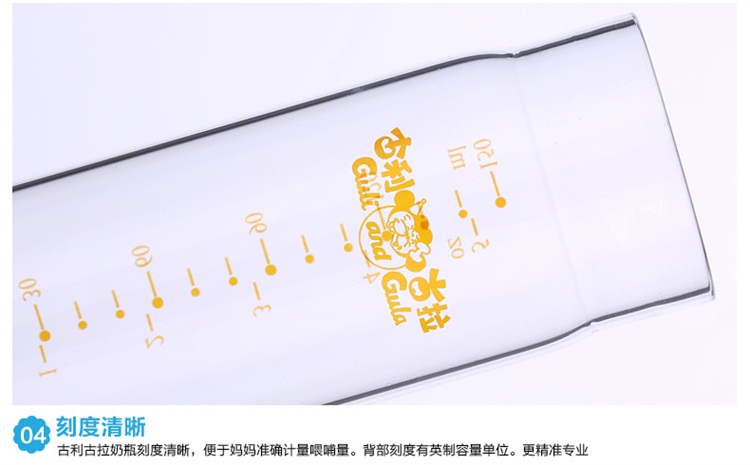 古利
Guli
and
古拉
Gula
150
ml
5
oz
4
90
3
60
2
30
1
04 刻度清晰
古利古拉奶瓶刻度清晰，便于妈妈准确计量喂哺量。背部刻度有英制容量单位。更精准专业